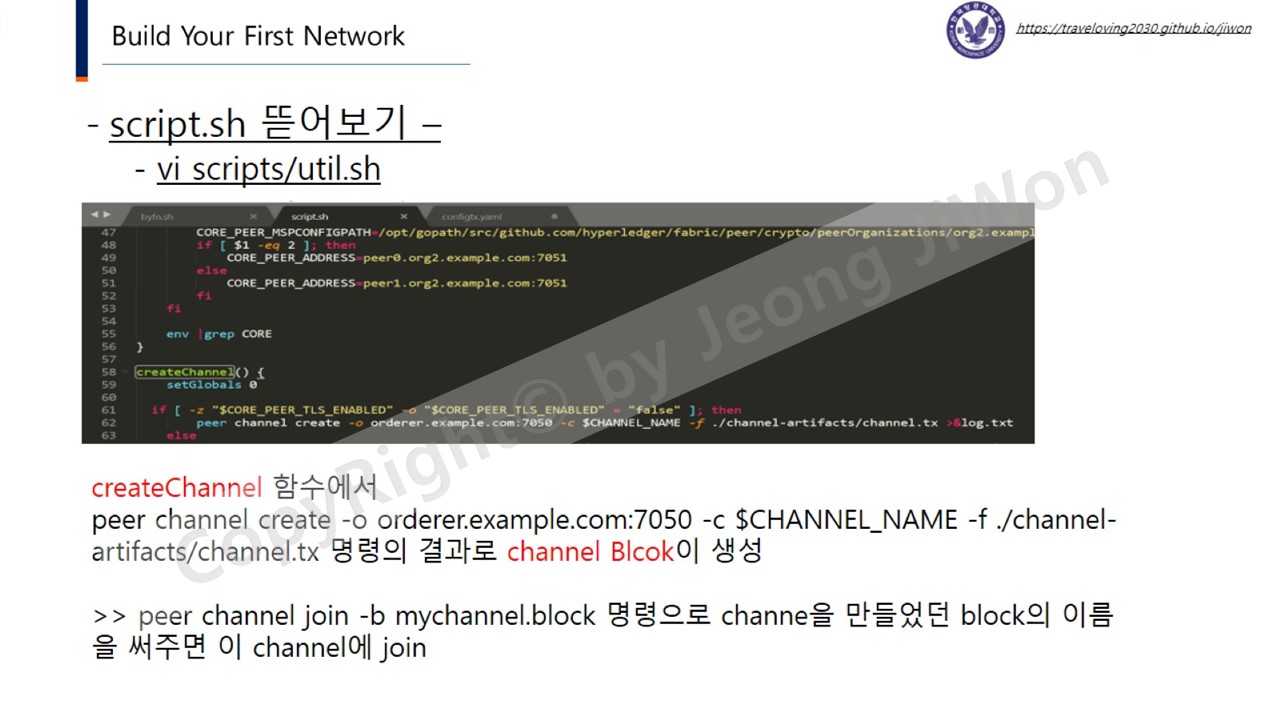 Build Your First Network
https://traveloving2030.github.io/jiwon
- script.sh 뜯어보기 –
- vi scripts/util.sh
byfn.sh × script.sh × configtx.yaml
47 CORE_PEER_MSPCONFIGPATH=/opt/gopath/src/github.com/hyperledger/fabric/peer/crypto/peerOrganizations/org2.exampl
48 if [ $1 -eq 2 ]; then
49 CORE_PEER_ADDRESS=peer0.org2.example.com:7051
50 else
51 CORE_PEER_ADDRESS=peer1.org2.example.com:7051
52 fi
53 fi
54
55 env |grep CORE
56 }
57
58 createChannel() {
59 setGlobals 0
60
61 if [ -z "$CORE_PEER_TLS_ENABLED" -o "$CORE_PEER_TLS_ENABLED" = "false" ]; then
62 peer channel create -o orderer.example.com:7050 -c $CHANNEL_NAME -f ./channel-artifacts/channel.tx >&log.txt
63 else
createChannel 함수에서
peer channel create -o orderer.example.com:7050 -c $CHANNEL_NAME -f ./channel-
artifacts/channel.tx 명령의 결과로 channel Blcok이 생성
>> peer channel join -b mychannel.block 명령으로 channe을 만들었던 block의 이름
을 써주면 이 channel에 join
CopyRight© by Jeong JiWon